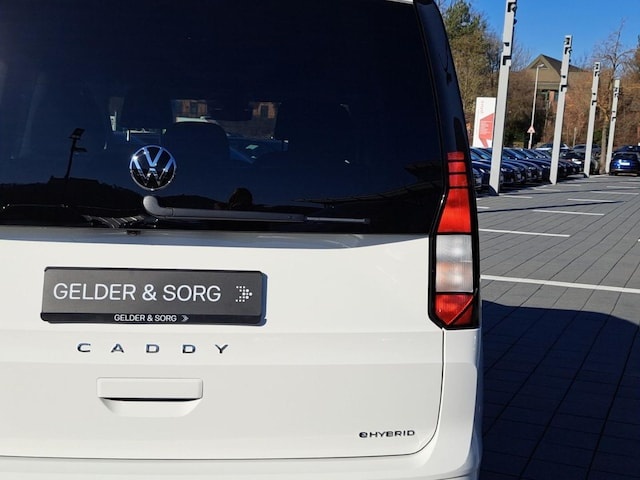 GELDER & SORG
GELDER & SORG
CADDY
eHYBRID